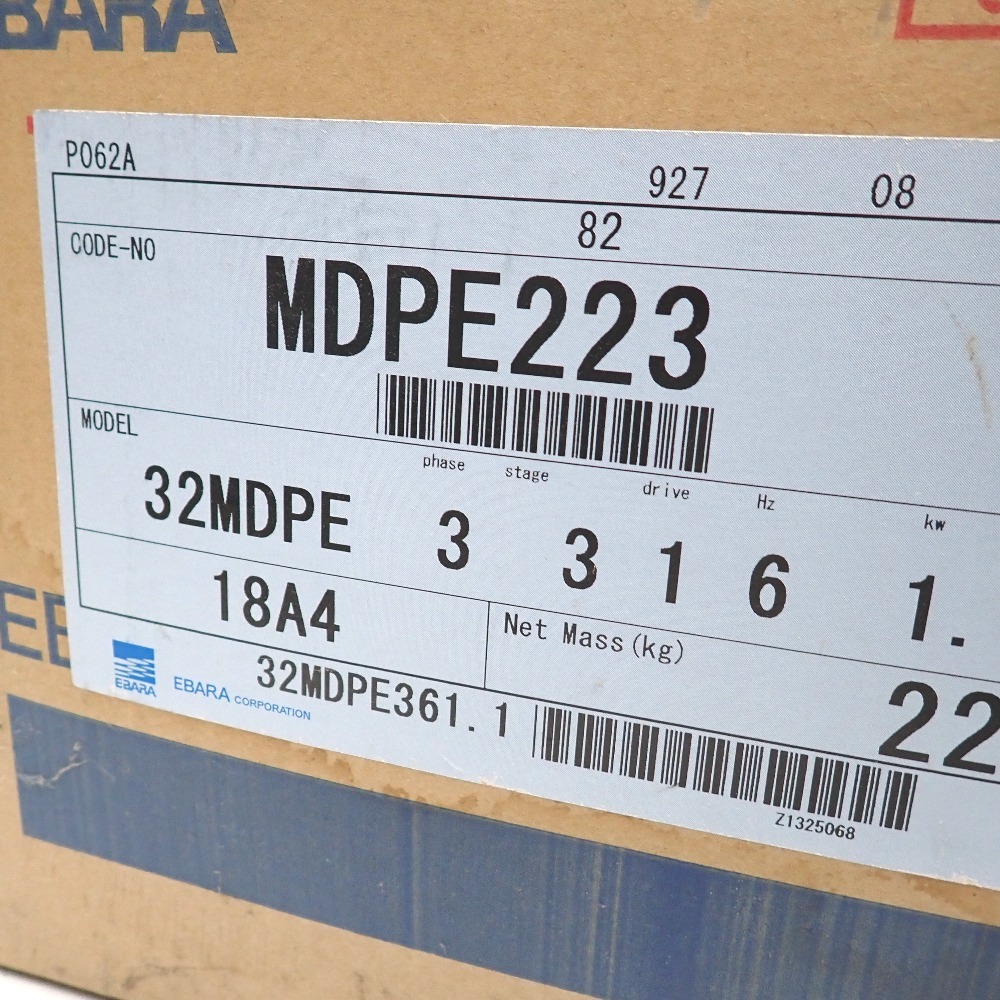 EBARA
P062A 927 08
82
CODE-NO
MDPE223
MODEL
phase stage drive Hz kw
32MDPE 3 3 1 6 1.
18A4
Net Mass(kg)
22
EBARA
EBARA CORPORATION
32MDPE361.1
Z1325068